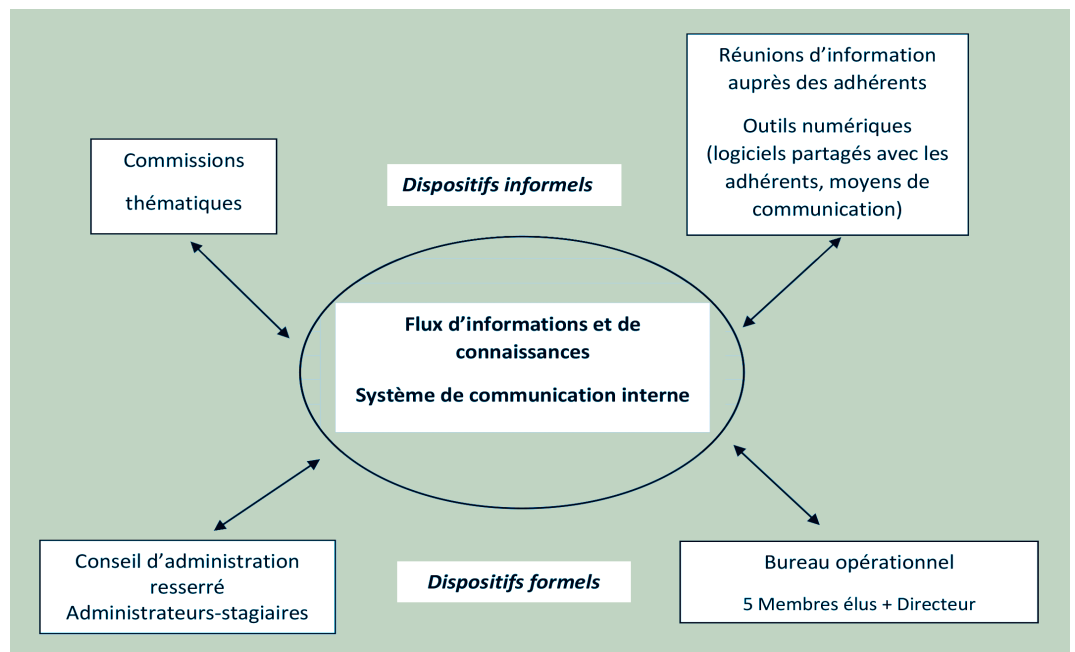 Réunions d’information
auprès des adhérents
Outils numériques
(logiciels partagés avec les
adhérents, moyens de
communication)
Commissions
thématiques
Dispositifs informels
Flux d’informations et de
connaissances
Système de communication interne
Conseil d’administration
resserré
Administrateurs-stagiaires
Dispositifs formels
Bureau opérationnel
5 Membres élus + Directeur